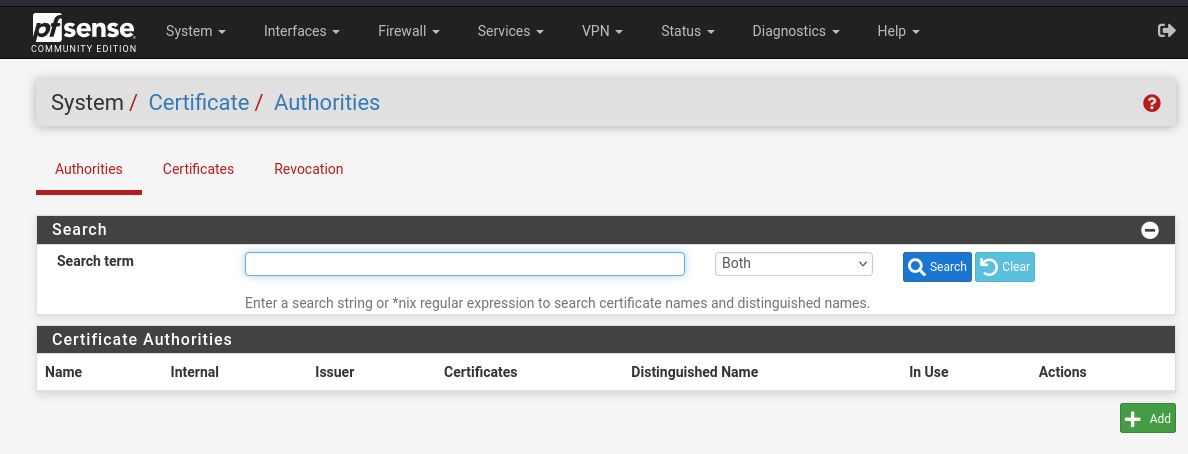 pfsense
COMMUNITY EDITION
System Interfaces Firewall Services VPN Status Diagnostics Help
System / Certificate / Authorities
Authorities Certificates Revocation
Search
Search term Both Search Clear
Enter a search string or *nix regular expression to search certificate names and distinguished names.
Certificate Authorities
Name Internal Issuer Certificates Distinguished Name In Use Actions
Add